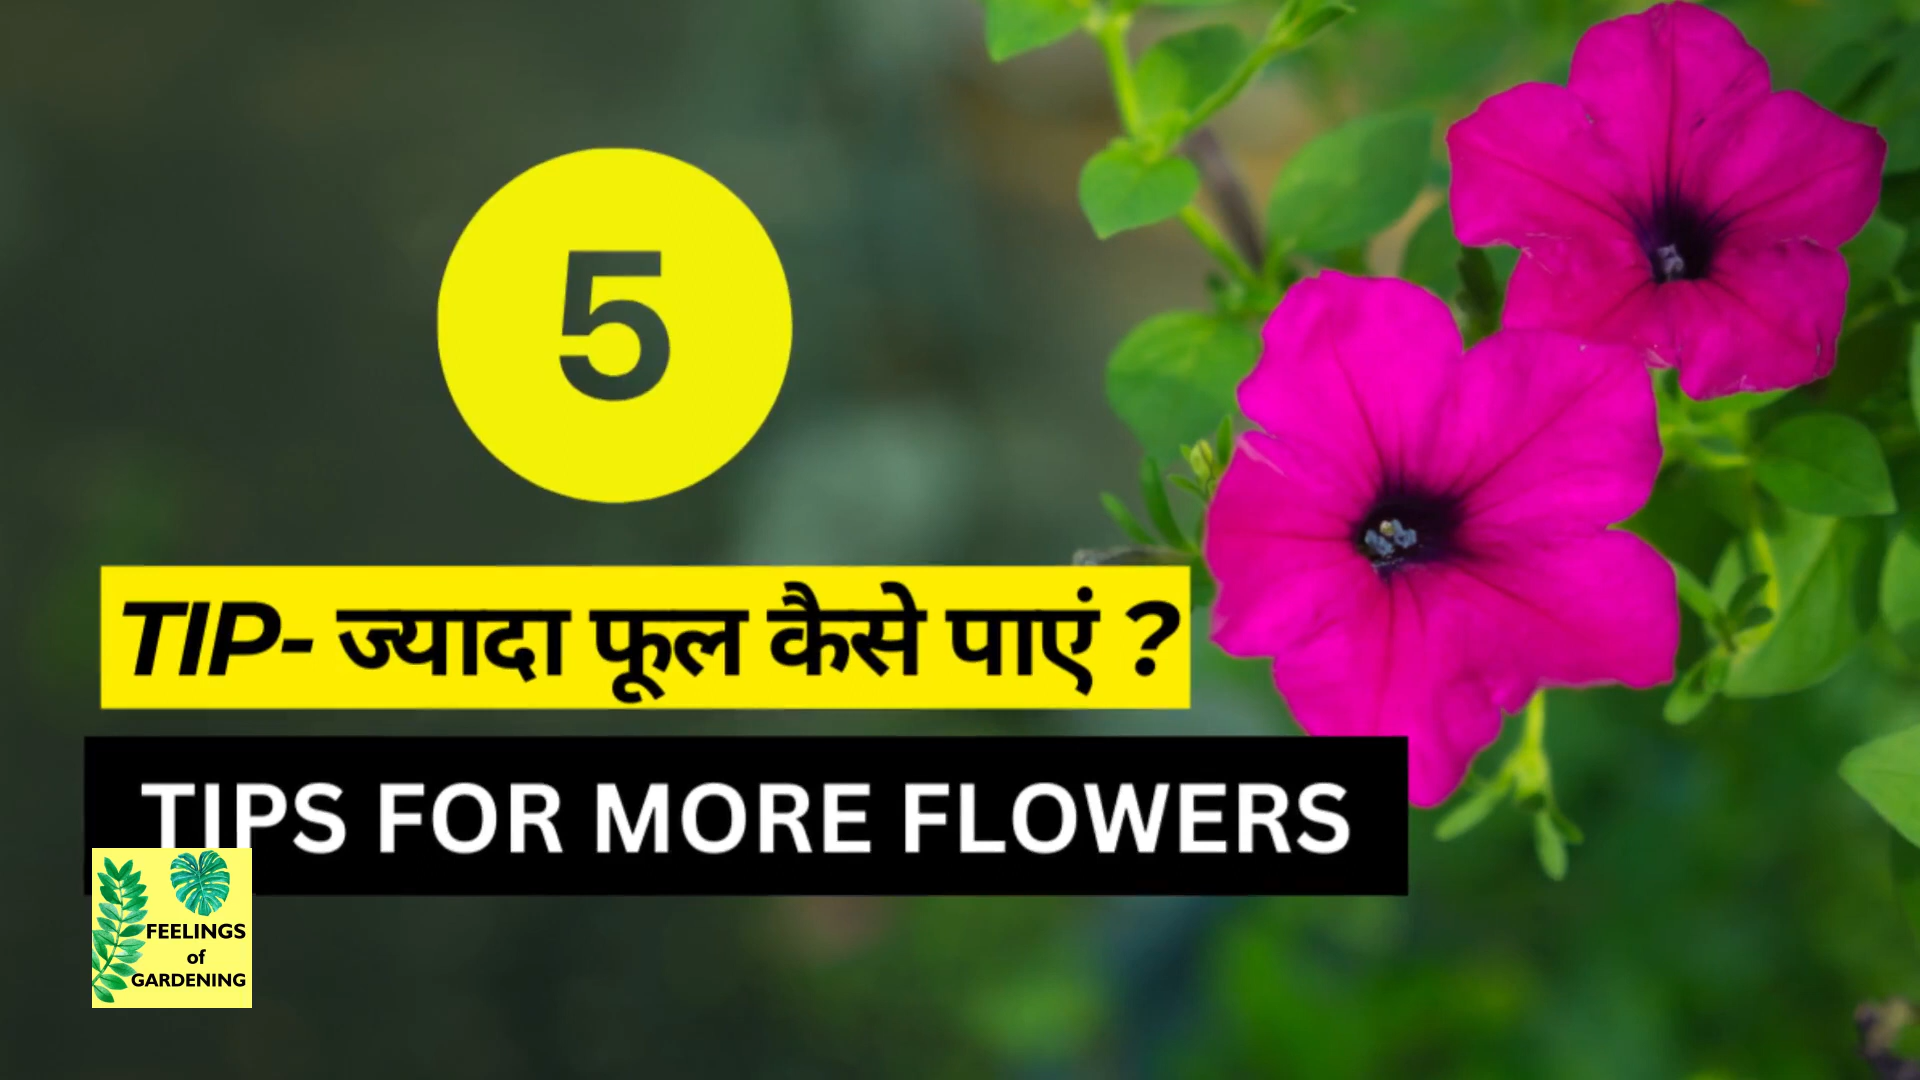 5
TIP- ज्यादा फूल कैसे पाएं ?
TIPS FOR MORE FLOWERS
FEELINGS
of
GARDENING